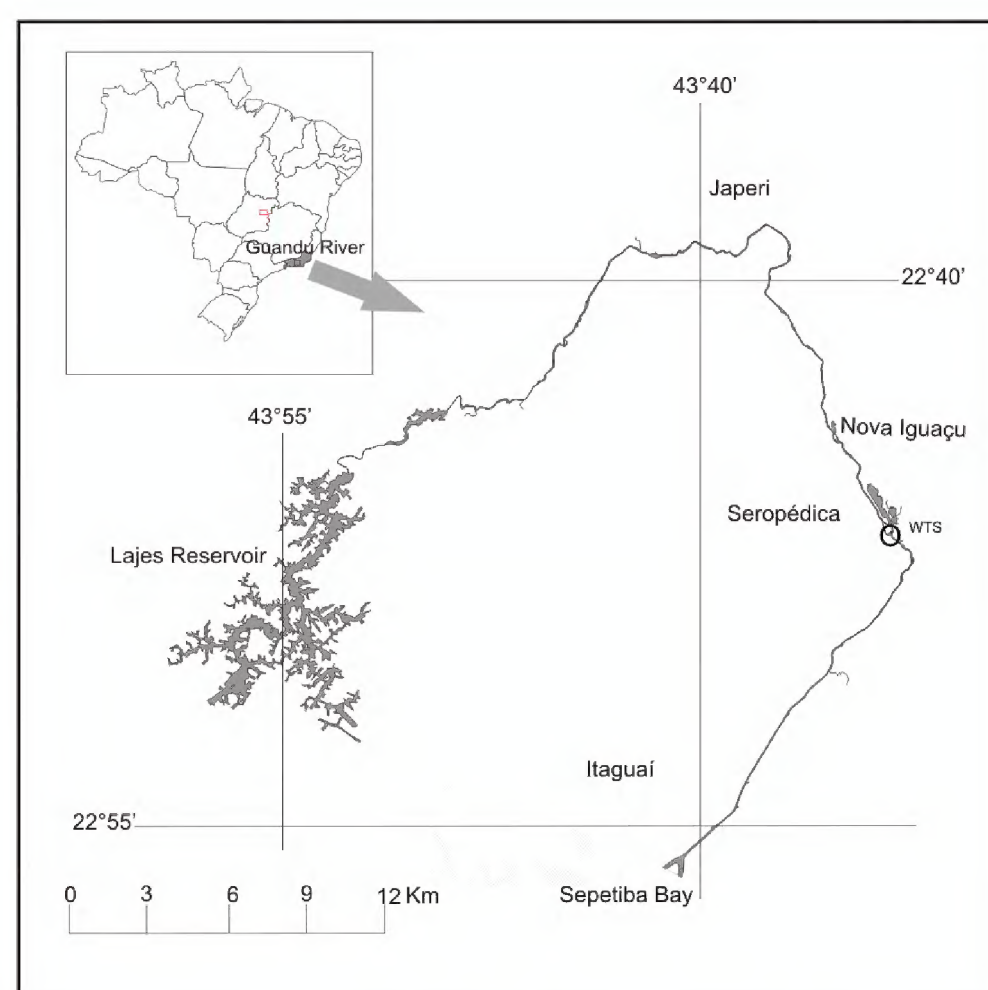 43°40’
Japeri
Guandu River
22°40’
43°55’
Nova Iguaçu
Seropédica
WTS
Lajes Reservoir
Itaguaí
22°55’
Sepetiba Bay
0 3 6 9 12 Km